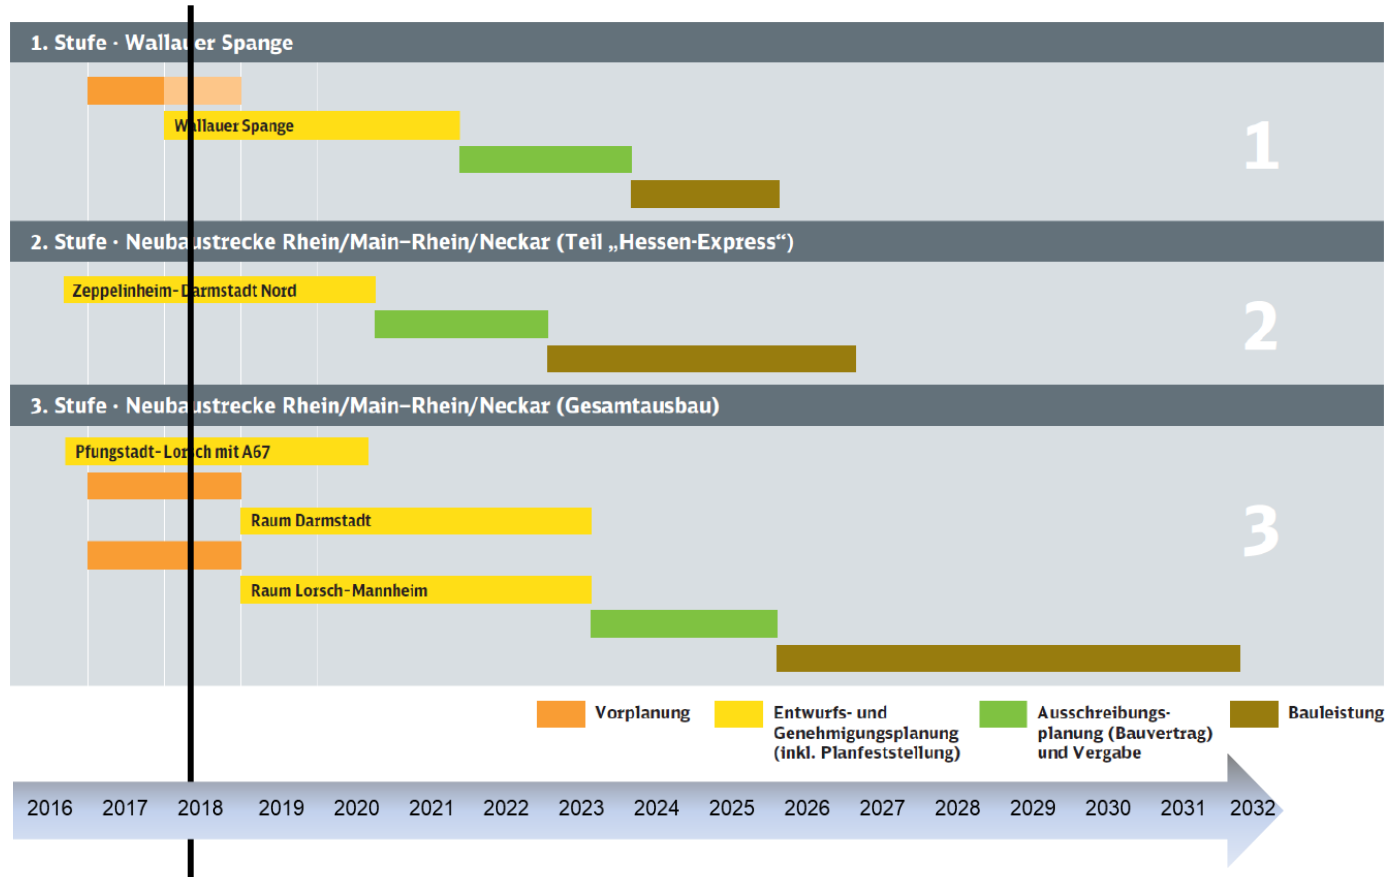 1. Stufe · Wallauer Spange
Wallauer Spange
1
2. Stufe · Neubaustrecke Rhein/Main–Rhein/Neckar (Teil „Hessen-Express“)
Zeppelinheim-Darmstadt Nord
2
3. Stufe · Neubaustrecke Rhein/Main–Rhein/Neckar (Gesamtausbau)
Pfungstadt-Lorsch mit A67
Raum Darmstadt
3
Raum Lorsch-Mannheim
Vorplanung
Entwurfs- und
Genehmigungsplanung
(inkl. Planfeststellung)
Ausschreibungs-
planung (Bauvertrag)
und Vergabe
Bauleistung
2016 2017 2018 2019 2020 2021 2022 2023 2024 2025 2026 2027 2028 2029 2030 2031 2032